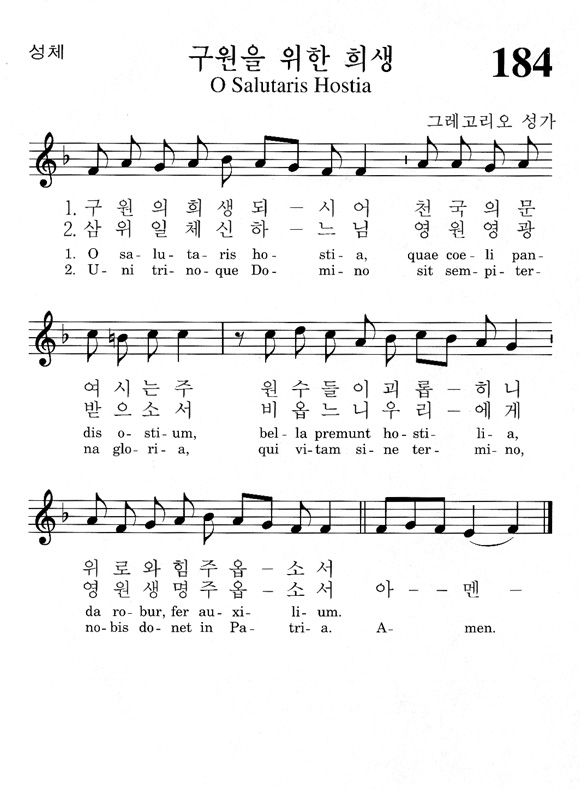 성체
구원을 위한 희생
184
O Salutaris Hostia
그레고리오 성가
1. 구 원 의 희 생 되 – 시 어 천 국 의 문
2. 삼 위 일 체 신 하 – 느 님 영 원 영 광
1. O sa - lu - ta - ris ho - sti - a, quae coe - li pan -
2. U - ni tri - no - que Do - mi - no sit sem - pi - ter -
여 시 는 주 원 수 들 이 괴 롭 – 히 니
받 으 소 서 비 옵 느 니 우 리 – 에 게
dis o - sti - um, bel - la premunt ho - sti - li - a,
na glo - ri - a, qui vi - tam si - ne ter - mi - no,
위 로 와 힘 주 옵 – 소 서
영 원 생 명 주 옵 – 소 서 아 – – 멘 –
da ro - bur, fer au - xi - li - um.
no - bis do - net in Pa - tri - a. A - men.